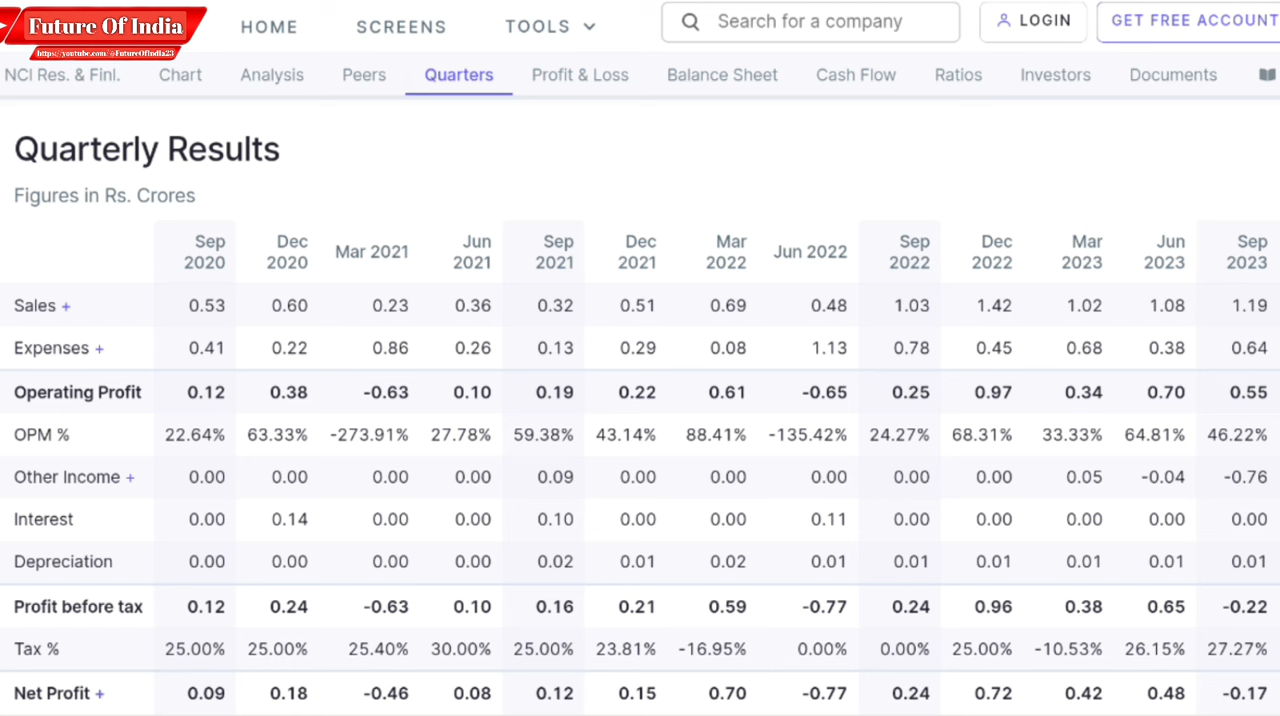 Future Of India
https://youtube.com/@FutureOfIndia23
HOME SCREENS TOOLS Search for a company LOGIN GET FREE ACCOUNT
NCI Res. & Finl. Chart Analysis Peers Quarters Profit & Loss Balance Sheet Cash Flow Ratios Investors Documents
Quarterly Results
Figures in Rs. Crores
Sep 2020 Dec 2020 Mar 2021 Jun 2021 Sep 2021 Dec 2021 Mar 2022 Jun 2022 Sep 2022 Dec 2022 Mar 2023 Jun 2023 Sep 2023
Sales + 0.53 0.60 0.23 0.36 0.32 0.51 0.69 0.48 1.03 1.42 1.02 1.08 1.19
Expenses + 0.41 0.22 0.86 0.26 0.13 0.29 0.08 1.13 0.78 0.45 0.68 0.38 0.64
Operating Profit 0.12 0.38 -0.63 0.10 0.19 0.22 0.61 -0.65 0.25 0.97 0.34 0.70 0.55
OPM % 22.64% 63.33% -273.91% 27.78% 59.38% 43.14% 88.41% -135.42% 24.27% 68.31% 33.33% 64.81% 46.22%
Other Income + 0.00 0.00 0.00 0.00 0.09 0.00 0.00 0.00 0.00 0.00 0.05 -0.04 -0.76
Interest 0.00 0.14 0.00 0.00 0.10 0.00 0.00 0.11 0.00 0.00 0.00 0.00 0.00
Depreciation 0.00 0.00 0.00 0.00 0.02 0.01 0.02 0.01 0.01 0.01 0.01 0.01 0.01
Profit before tax 0.12 0.24 -0.63 0.10 0.16 0.21 0.59 -0.77 0.24 0.96 0.38 0.65 -0.22
Tax % 25.00% 25.00% 25.40% 30.00% 25.00% 23.81% -16.95% 0.00% 0.00% 25.00% -10.53% 26.15% 27.27%
Net Profit + 0.09 0.18 -0.46 0.08 0.12 0.15 0.70 -0.77 0.24 0.72 0.42 0.48 -0.17